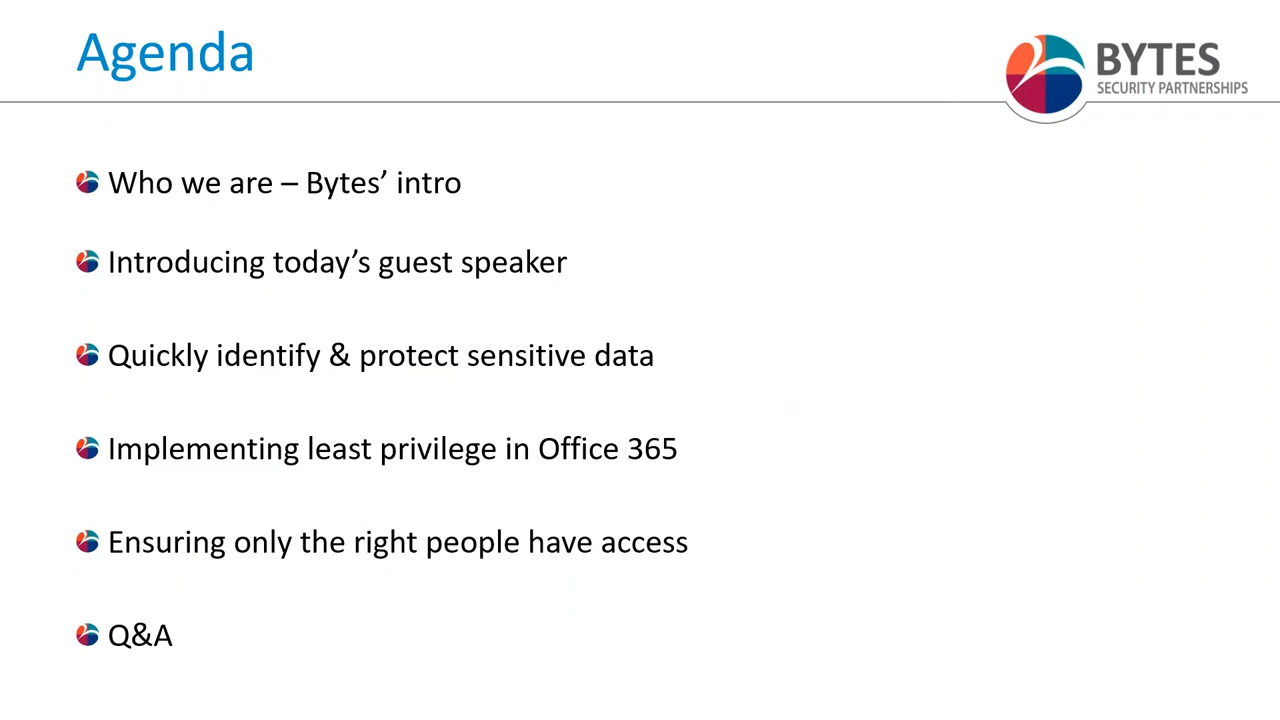 Agenda
BYTES
SECURITY PARTNERSHIPS
Who we are – Bytes’ intro
Introducing today’s guest speaker
Quickly identify & protect sensitive data
Implementing least privilege in Office 365
Ensuring only the right people have access
Q&A